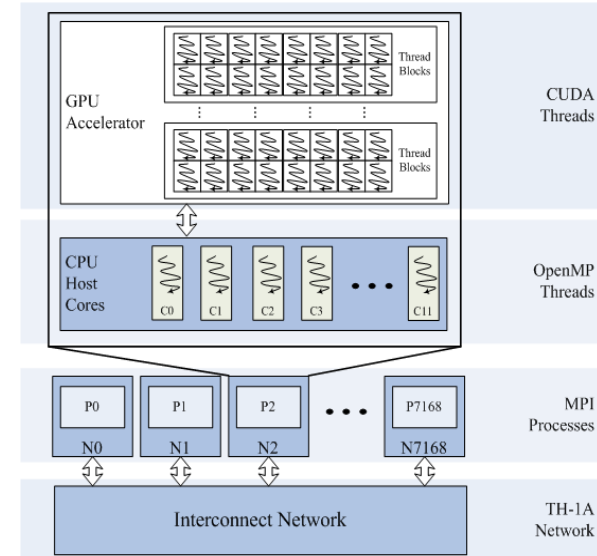 GPU
Accelerator
Thread
Blocks
Thread
Blocks
CUDA
Threads
CPU
Host
Cores
C0
C1
C2
C3
C11
OpenMP
Threads
P0
P1
P2
P7168
N0
N1
N2
N7168
MPI
Processes
Interconnect Network
TH-1A
Network